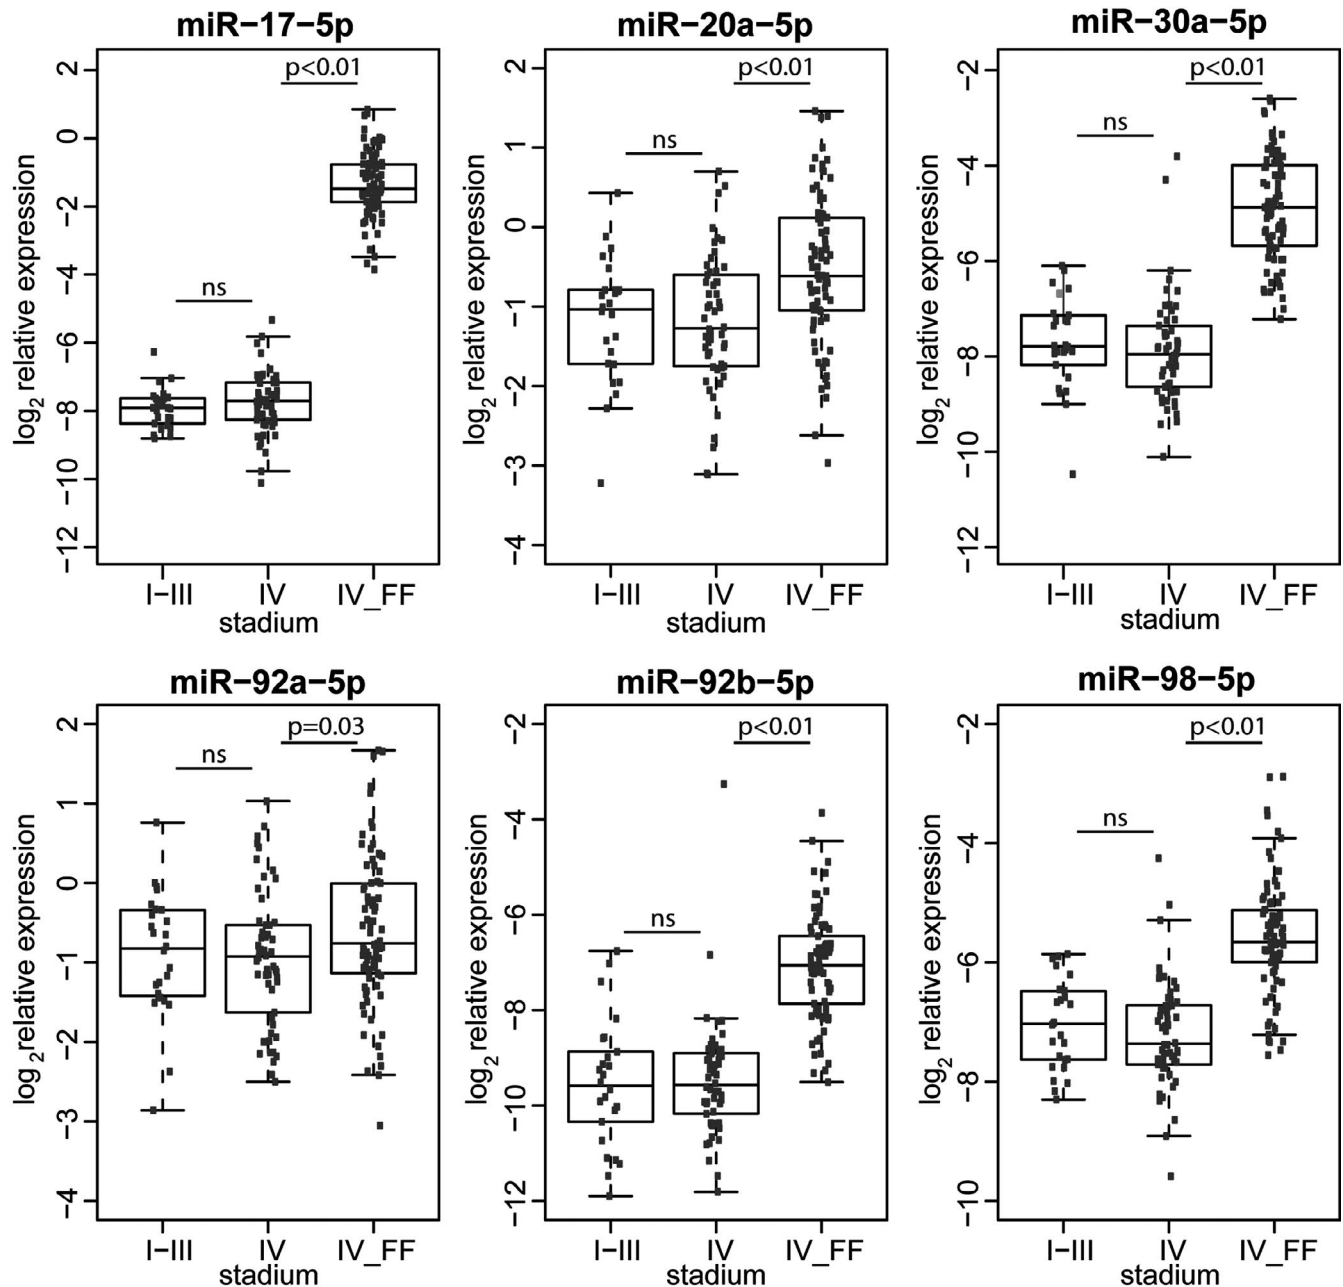 miR−17−5p
log2 relative expression
2
0
−2
−4
−6
−8
−10
−12
p<0.01
ns
I−III
IV
IV_FF
stadium
miR−20a−5p
log2 relative expression
2
1
0
−1
−2
−3
−4
p<0.01
ns
I−III
IV
IV_FF
stadium
miR−30a−5p
log2 relative expression
−2
−4
−6
−8
−10
−12
p<0.01
ns
I−III
IV
IV_FF
stadium
miR−92a−5p
log2 relative expression
2
1
0
−1
−2
−3
−4
p=0.03
ns
I−III
IV
IV_FF
stadium
miR−92b−5p
log2 relative expression
−2
−4
−6
−8
−10
−12
p<0.01
ns
I−III
IV
IV_FF
stadium
miR−98−5p
log2 relative expression
−2
−4
−6
−8
−10
p<0.01
ns
I−III
IV
IV_FF
stadium